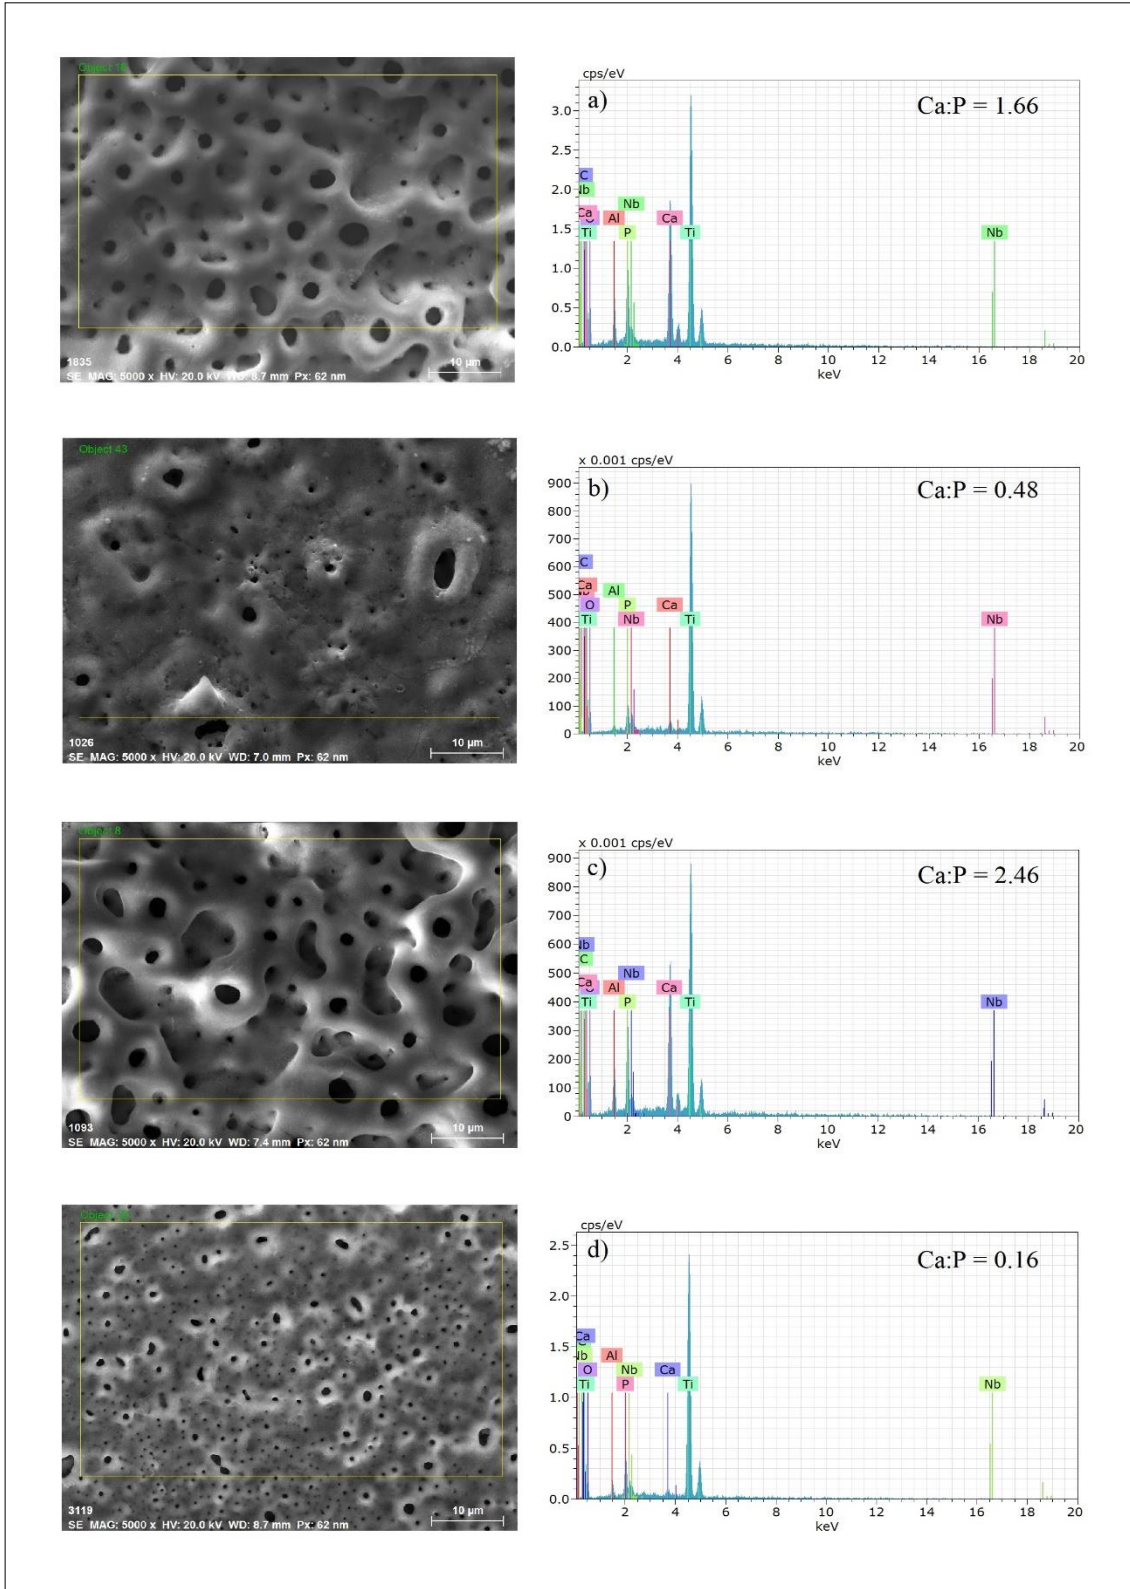 Object 18
1835
SE MAG: 5000 x HV: 20.0 kV WD: 8.7 mm Px: 62 nm
10 µm
cps/eV
a)
Ca:P = 1.66
3.0
2.5
2.0
1.5
1.0
0.5
0.0
C
Nb
Ca
Ti
Al
Nb
P
Ca
Ti
Nb
2 4 6 8 10 12 14 16 18 20
keV
Object 43
1026
SE MAG: 5000 x HV: 20.0 kV WD: 7.0 mm Px: 62 nm
10 µm
x 0.001 cps/eV
b)
Ca:P = 0.48
900
800
700
600
500
400
300
200
100
0
C
Ca
O
Ti
Al
P
Nb
Ca
Ti
Nb
2 4 6 8 10 12 14 16 18 20
keV
Object 8
1093
SE MAG: 5000 x HV: 20.0 kV WD: 7.4 mm Px: 62 nm
10 µm
x 0.001 cps/eV
c)
Ca:P = 2.46
900
800
700
600
500
400
300
200
100
0
Nb
C
Ca
Ti
Al
Nb
P
Ca
Ti
Nb
2 4 6 8 10 12 14 16 18 20
keV
Object
3119
SE MAG: 5000 x HV: 20.0 kV WD: 8.7 mm Px: 62 nm
10 µm
cps/eV
d)
Ca:P = 0.16
2.5
2.0
1.5
1.0
0.5
0.0
Ca
Nb
O
Ti
Al
Nb
P
Ca
Ti
Nb
2 4 6 8 10 12 14 16 18 20
keV